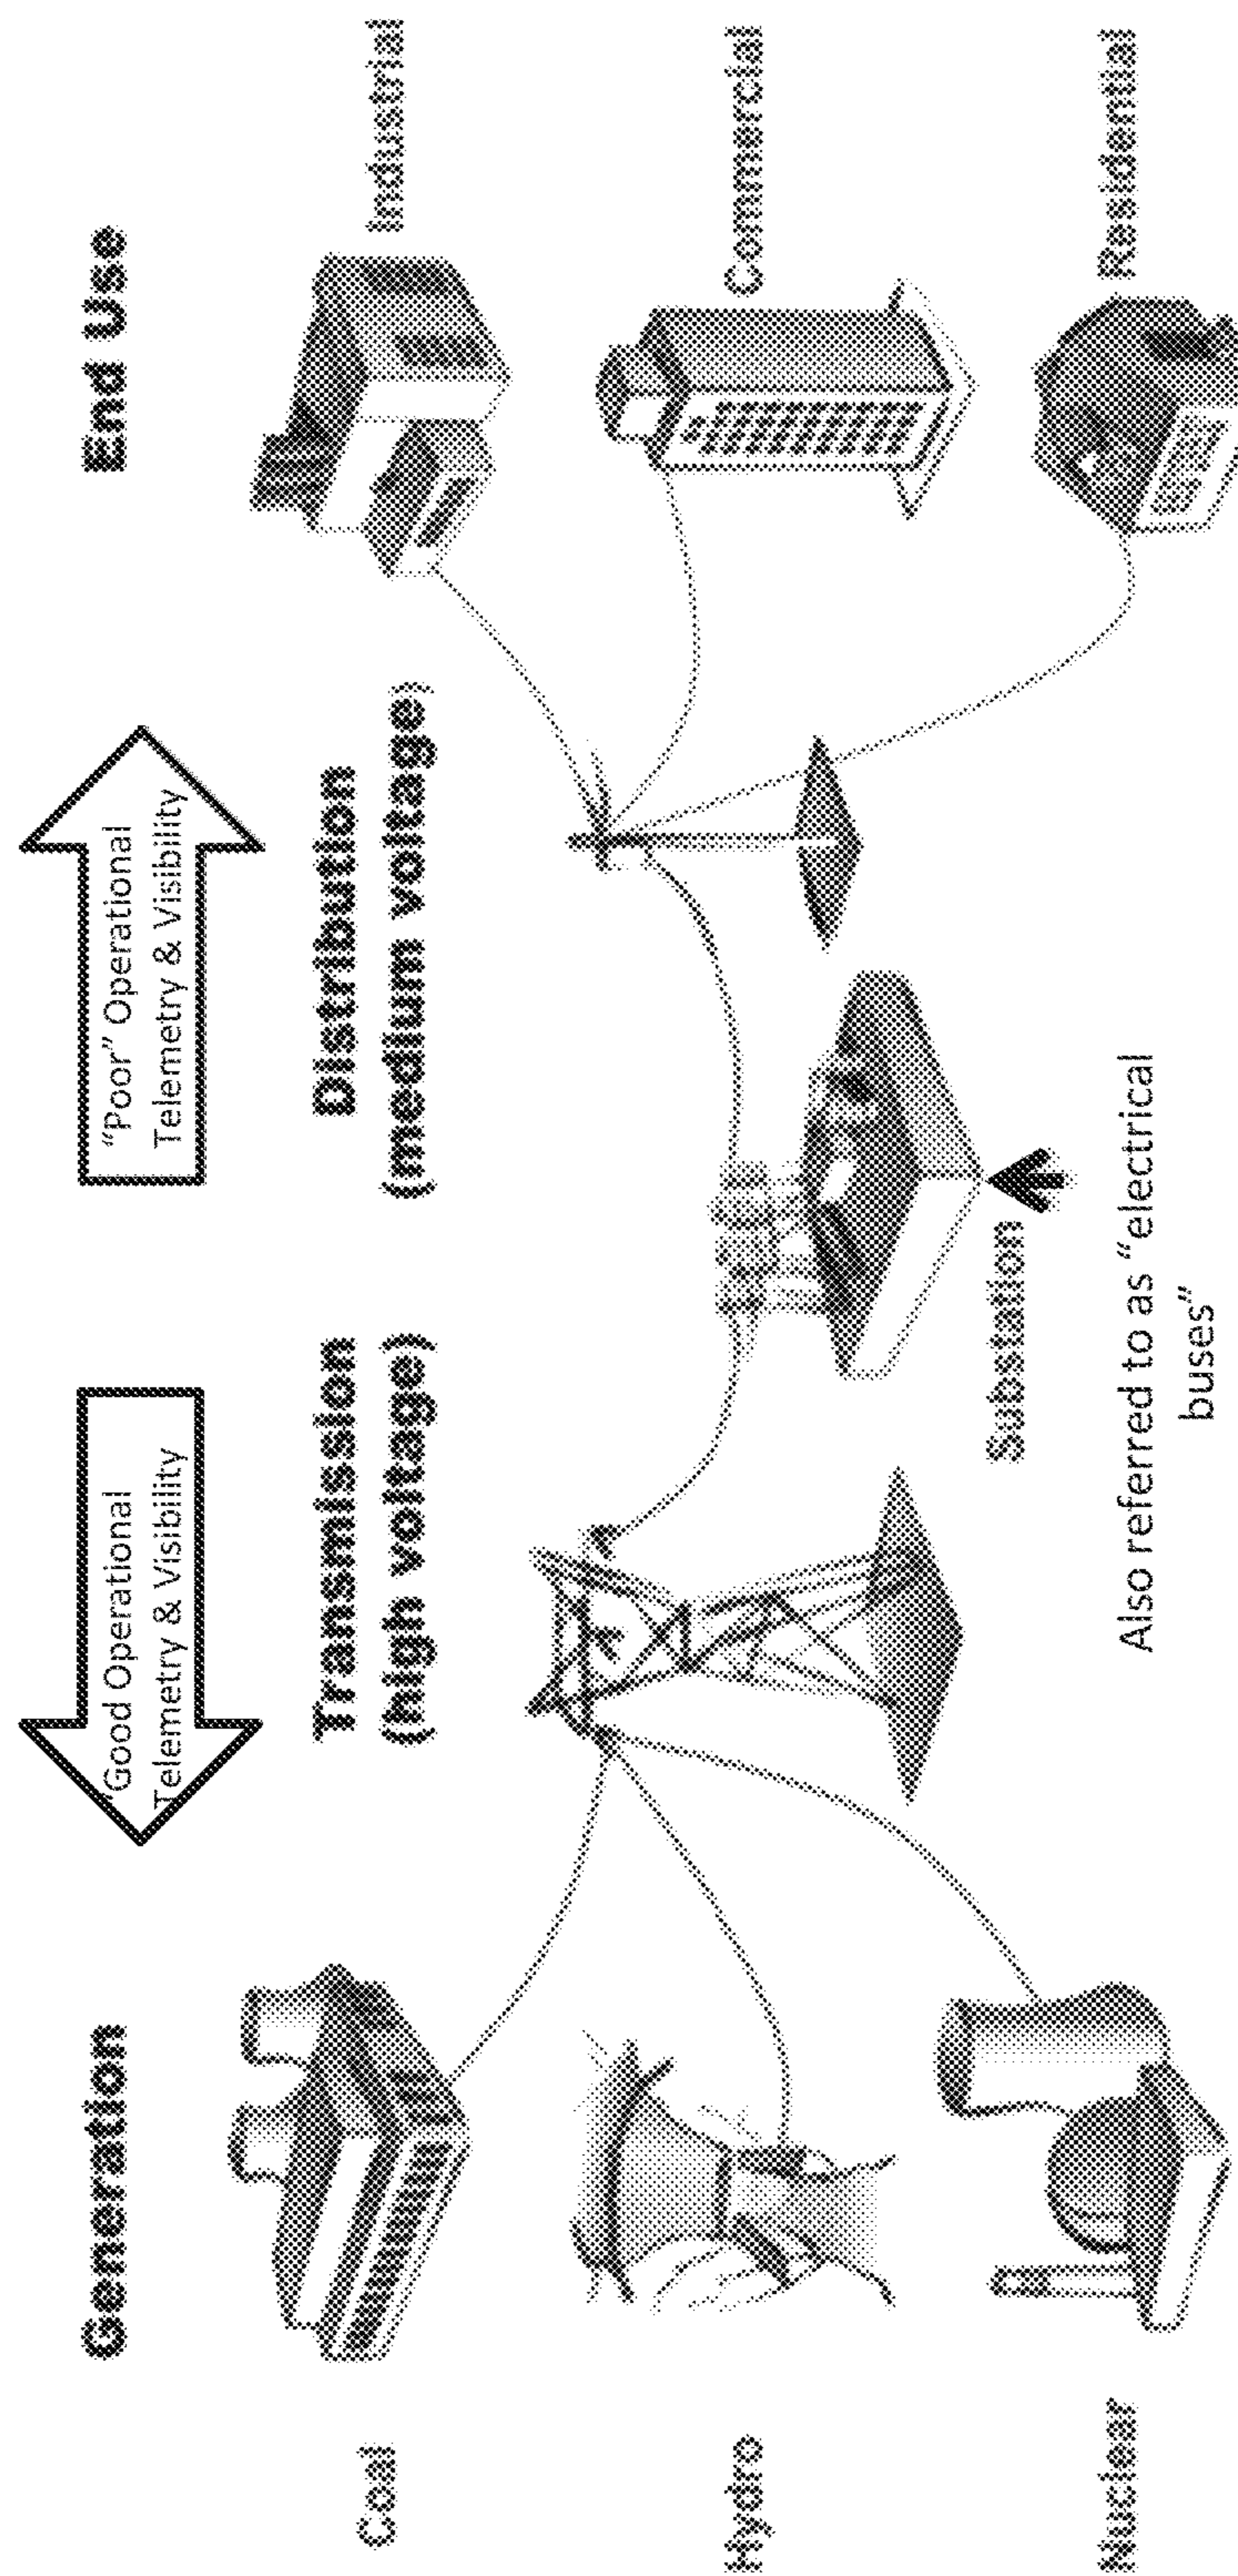 Generation
"Good Operational
Telemetry & Visibility
"Poor" Operational
Telemetry & Visibility
End Use
Transmission
(high voltage)
Distribution
(medium voltage)
Coal
Hydro
Nuclear
Industrial
Commercial
Residential
Substation
Also referred to as "electrical
buses"